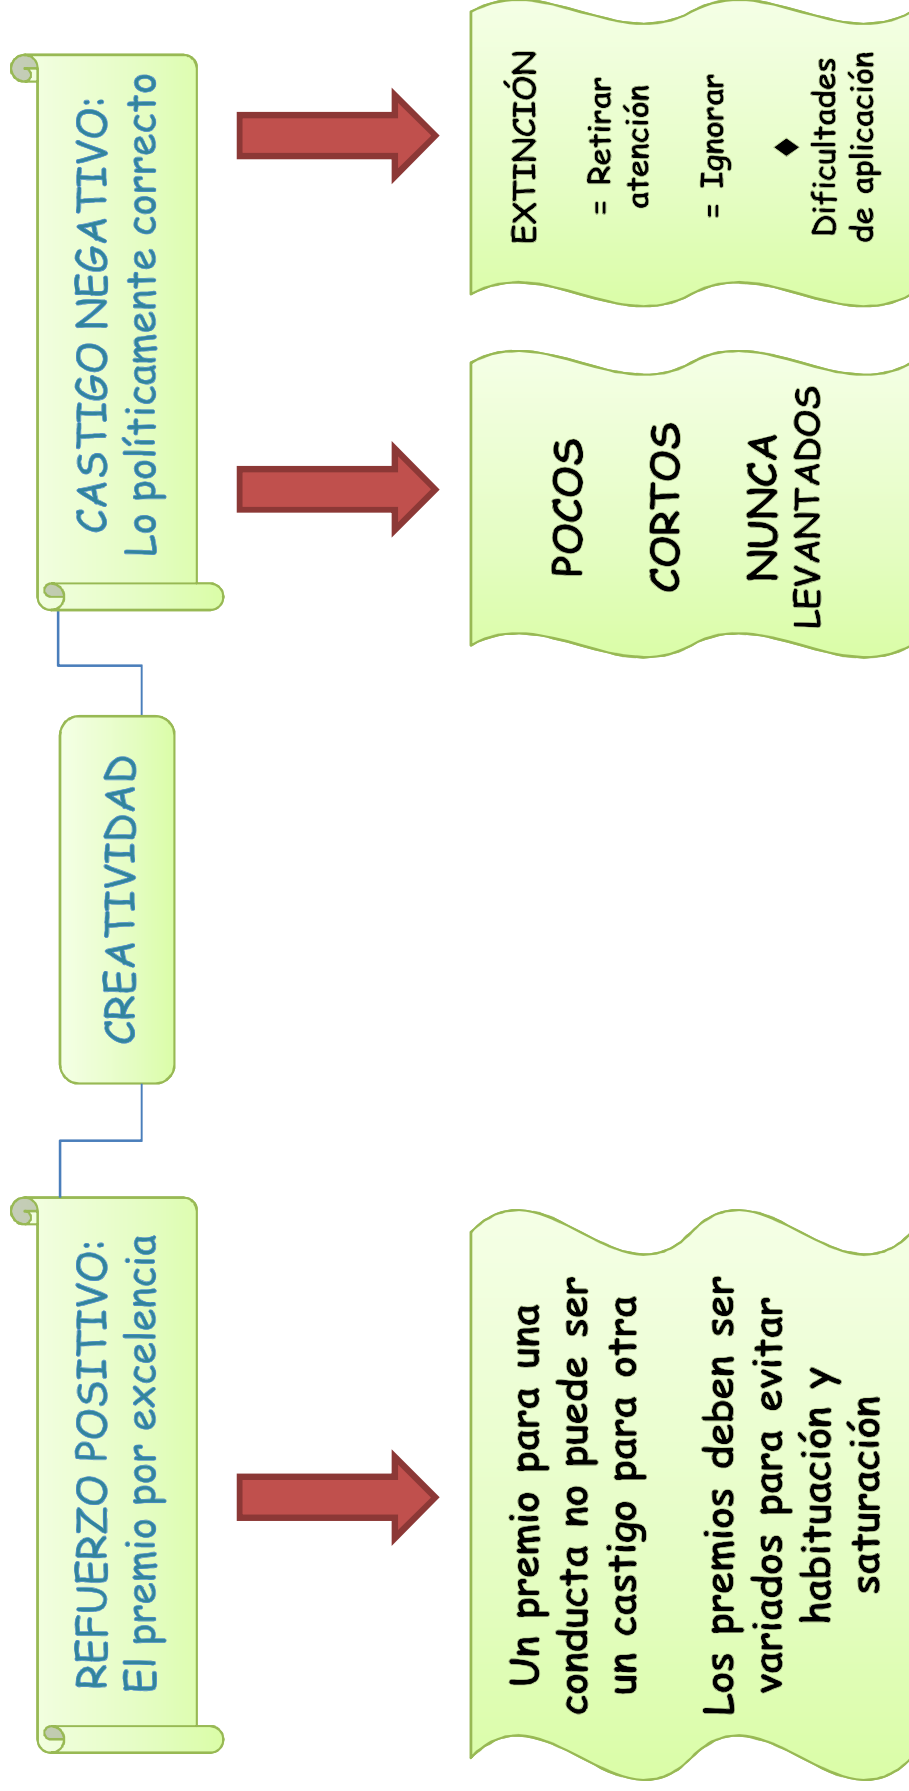 REFUERZO POSITIVO:
El premio por excelencia
CREATIVIDAD
CASTIGO NEGATIVO:
Lo políticamente correcto
Un premio para una
conducta no puede ser
un castigo para otra
Los premios deben ser
variados para evitar
habituación y
saturación
POCOS
CORTOS
NUNCA
LEVANTADOS
EXTINCIÓN
= Retirar
atención
= Ignorar
♦
Dificultades
de aplicación